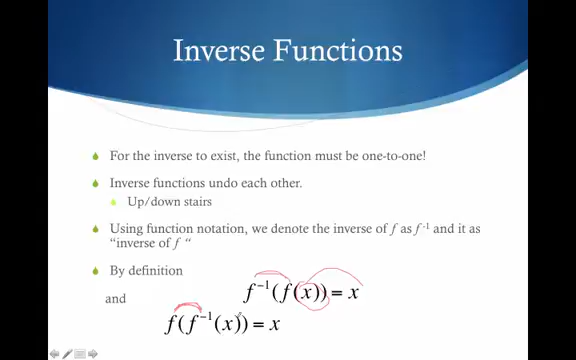 Inverse Functions
For the inverse to exist, the function must be one-to-one!
Inverse functions undo each other.
Up/down stairs
Using function notation, we denote the inverse of f as f⁻¹ and it as
“inverse of f “
By definition
f⁻¹(f(x)) = x
and
f(f⁻¹(x)) = x